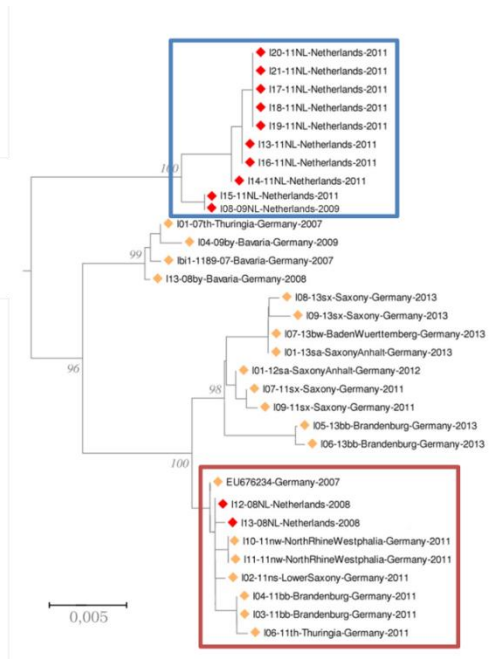 I20-11NL-Netherlands-2011
I21-11NL-Netherlands-2011
I17-11NL-Netherlands-2011
I18-11NL-Netherlands-2011
I19-11NL-Netherlands-2011
I13-11NL-Netherlands-2011
100
I16-11NL-Netherlands-2011
I14-11NL-Netherlands-2011
I15-11NL-Netherlands-2011
I08-09NL-Netherlands-2009
I01-07th-Thuringia-Germany-2007
I04-09by-Bavaria-Germany-2009
99
Ibi1-1189-07-Bavaria-Germany-2007
I13-08by-Bavaria-Germany-2008
I08-13sx-Saxony-Germany-2013
I09-13sx-Saxony-Germany-2013
I07-13bw-BadenWuerttemberg-Germany-2013
I01-13sa-SaxonyAnhalt-Germany-2013
96
I01-12sa-SaxonyAnhalt-Germany-2012
98
I07-11sx-Saxony-Germany-2011
I09-11sx-Saxony-Germany-2011
I05-13bb-Brandenburg-Germany-2013
I06-13bb-Brandenburg-Germany-2013
100
EU676234-Germany-2007
I12-08NL-Netherlands-2008
I13-08NL-Netherlands-2008
I10-11nw-NorthRhineWestphalia-Germany-2011
I11-11nw-NorthRhineWestphalia-Germany-2011
I02-11ns-LowerSaxony-Germany-2011
I04-11bb-Brandenburg-Germany-2011
I03-11bb-Brandenburg-Germany-2011
0,005
I06-11th-Thuringia-Germany-2011